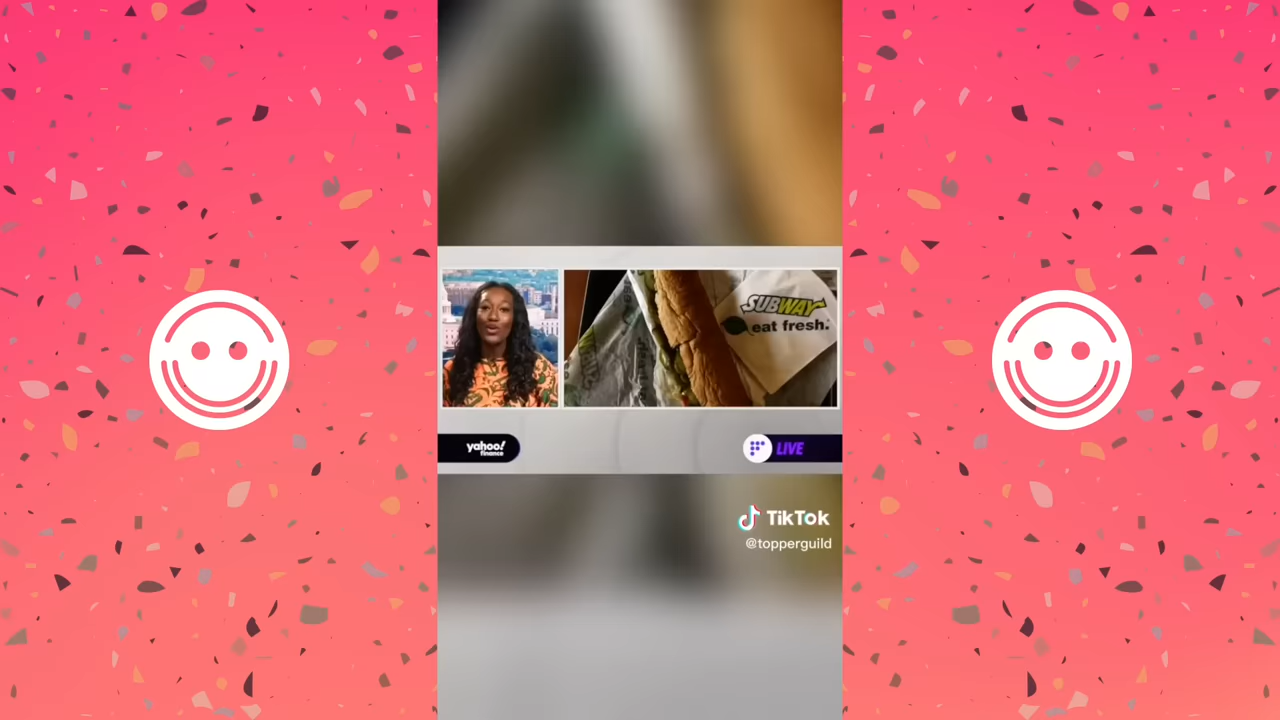 SUBWAY
eat fresh.
yahoo!
finance
LIVE
TikTok
@topperguild